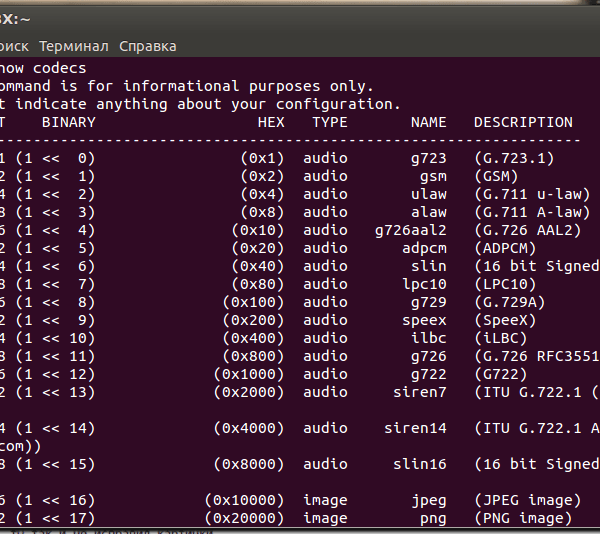 BX:~
оиск Терминал Справка
now codecs
ommand is for informational purposes only.
t indicate anything about your configuration.
T BINARY HEX TYPE NAME DESCRIPTION
--------------------------------------------------------------------------------
1 (1 << 0) (0x1) audio g723 (G.723.1)
2 (1 << 1) (0x2) audio gsm (GSM)
4 (1 << 2) (0x4) audio ulaw (G.711 u-law)
8 (1 << 3) (0x8) audio alaw (G.711 A-law)
6 (1 << 4) (0x10) audio g726aal2 (G.726 AAL2)
2 (1 << 5) (0x20) audio adpcm (ADPCM)
4 (1 << 6) (0x40) audio slin (16 bit Signed
8 (1 << 7) (0x80) audio lpc10 (LPC10)
6 (1 << 8) (0x100) audio g729 (G.729A)
2 (1 << 9) (0x200) audio speex (SpeeX)
4 (1 << 10) (0x400) audio ilbc (iLBC)
8 (1 << 11) (0x800) audio g726 (G.726 RFC3551
6 (1 << 12) (0x1000) audio g722 (G722)
2 (1 << 13) (0x2000) audio siren7 (ITU G.722.1 (
4 (1 << 14) (0x4000) audio siren14 (ITU G.722.1 A
com))
8 (1 << 15) (0x8000) audio slin16 (16 bit Signed
6 (1 << 16) (0x10000) image jpeg (JPEG image)
2 (1 << 17) (0x20000) image png (PNG image)